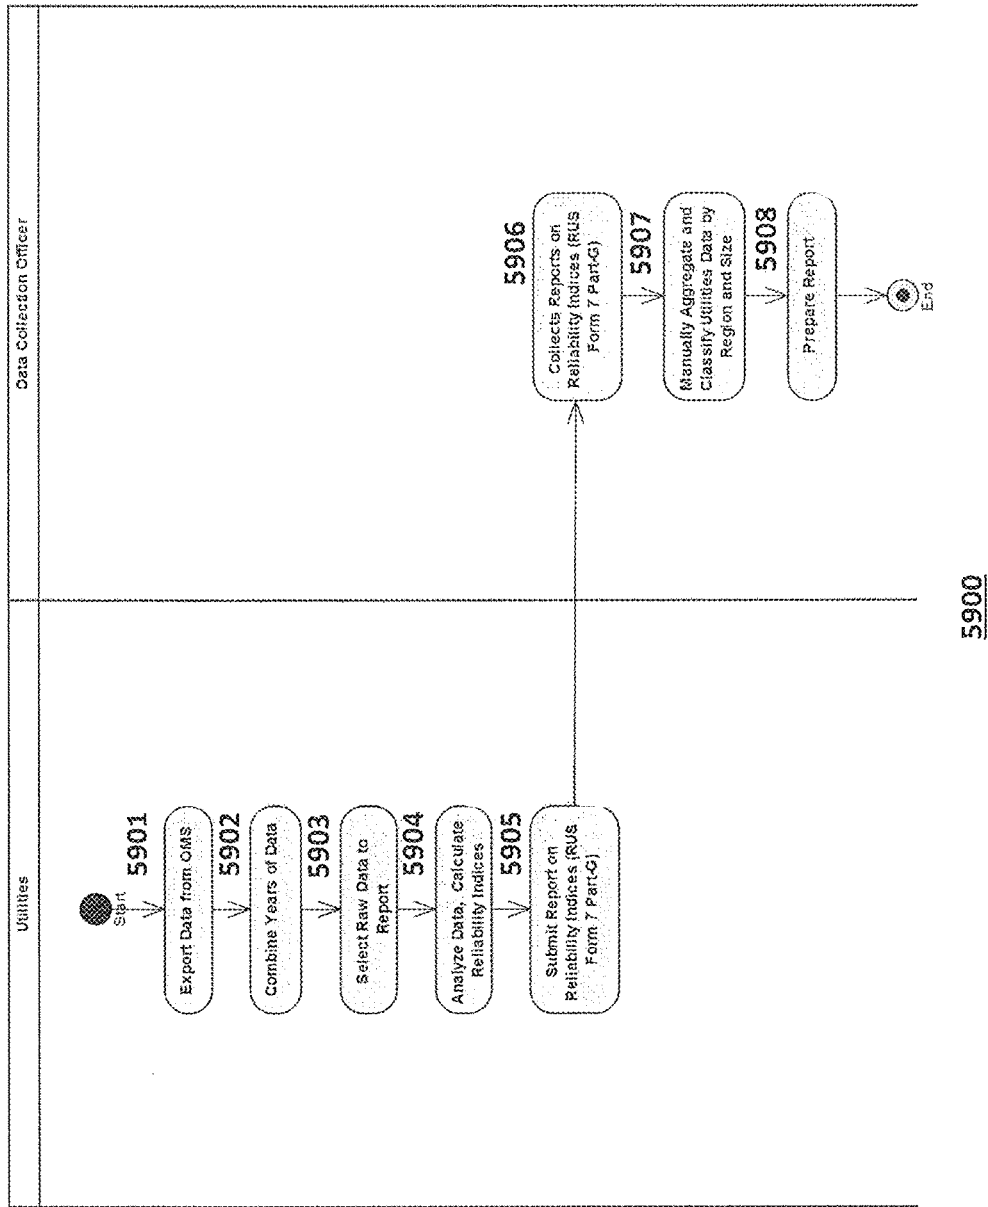 Utilities
Data Collection Officer
Start
5901
Export Data from OMS
5902
Combine Years of Data
5903
Select Raw Data to
Report
5904
Analyze Data, Calculate
Reliability Indices
5905
Submit Report on
Reliability Indices (RUS
Form 7 Part-G)
5906
Collects Reports on
Reliability Indices (RUS
Form 7 Part-G)
5907
Manually Aggregate and
Classify Utilities Data by
Region and Size
5908
Prepare Report
End
5900